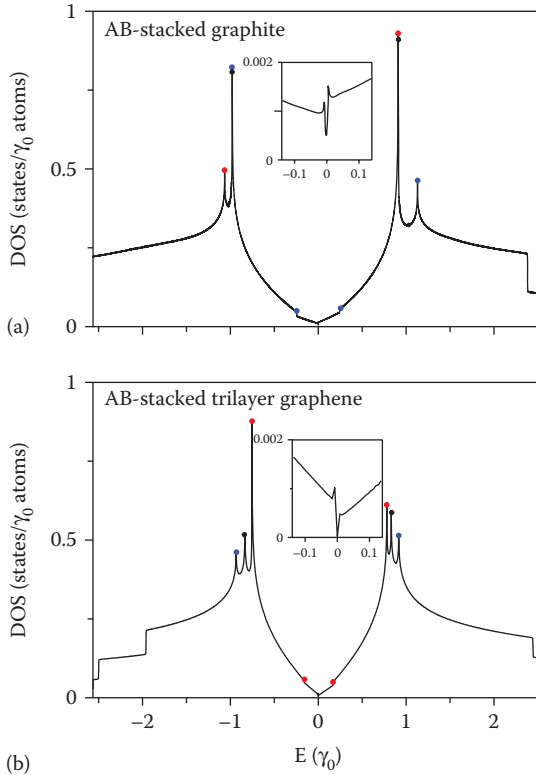 AB-stacked graphite
1
0.5
0
DOS (states/γ₀ atoms)
0.002
0
−0.1 0 0.1
(a)
AB-stacked trilayer graphene
1
0.5
0
DOS (states/γ₀ atoms)
0.002
0
−0.1 0 0.1
−2 −1 0 1 2
E (γ₀)
(b)